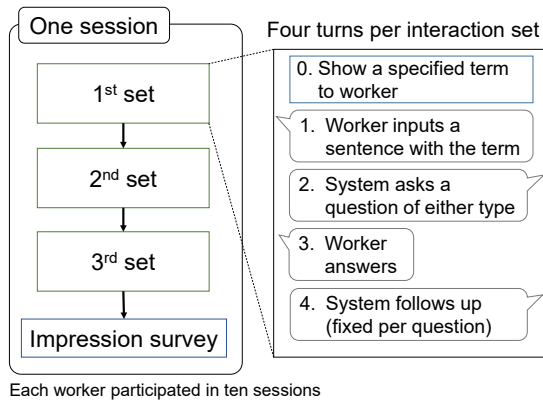 One session
1st set
2nd set
3rd set
Impression survey
Each worker participated in ten sessions
Four turns per interaction set
0. Show a specified term
to worker
1. Worker inputs a
sentence with the term
2. System asks a
question of either type
3. Worker
answers
4. System follows up
(fixed per question)